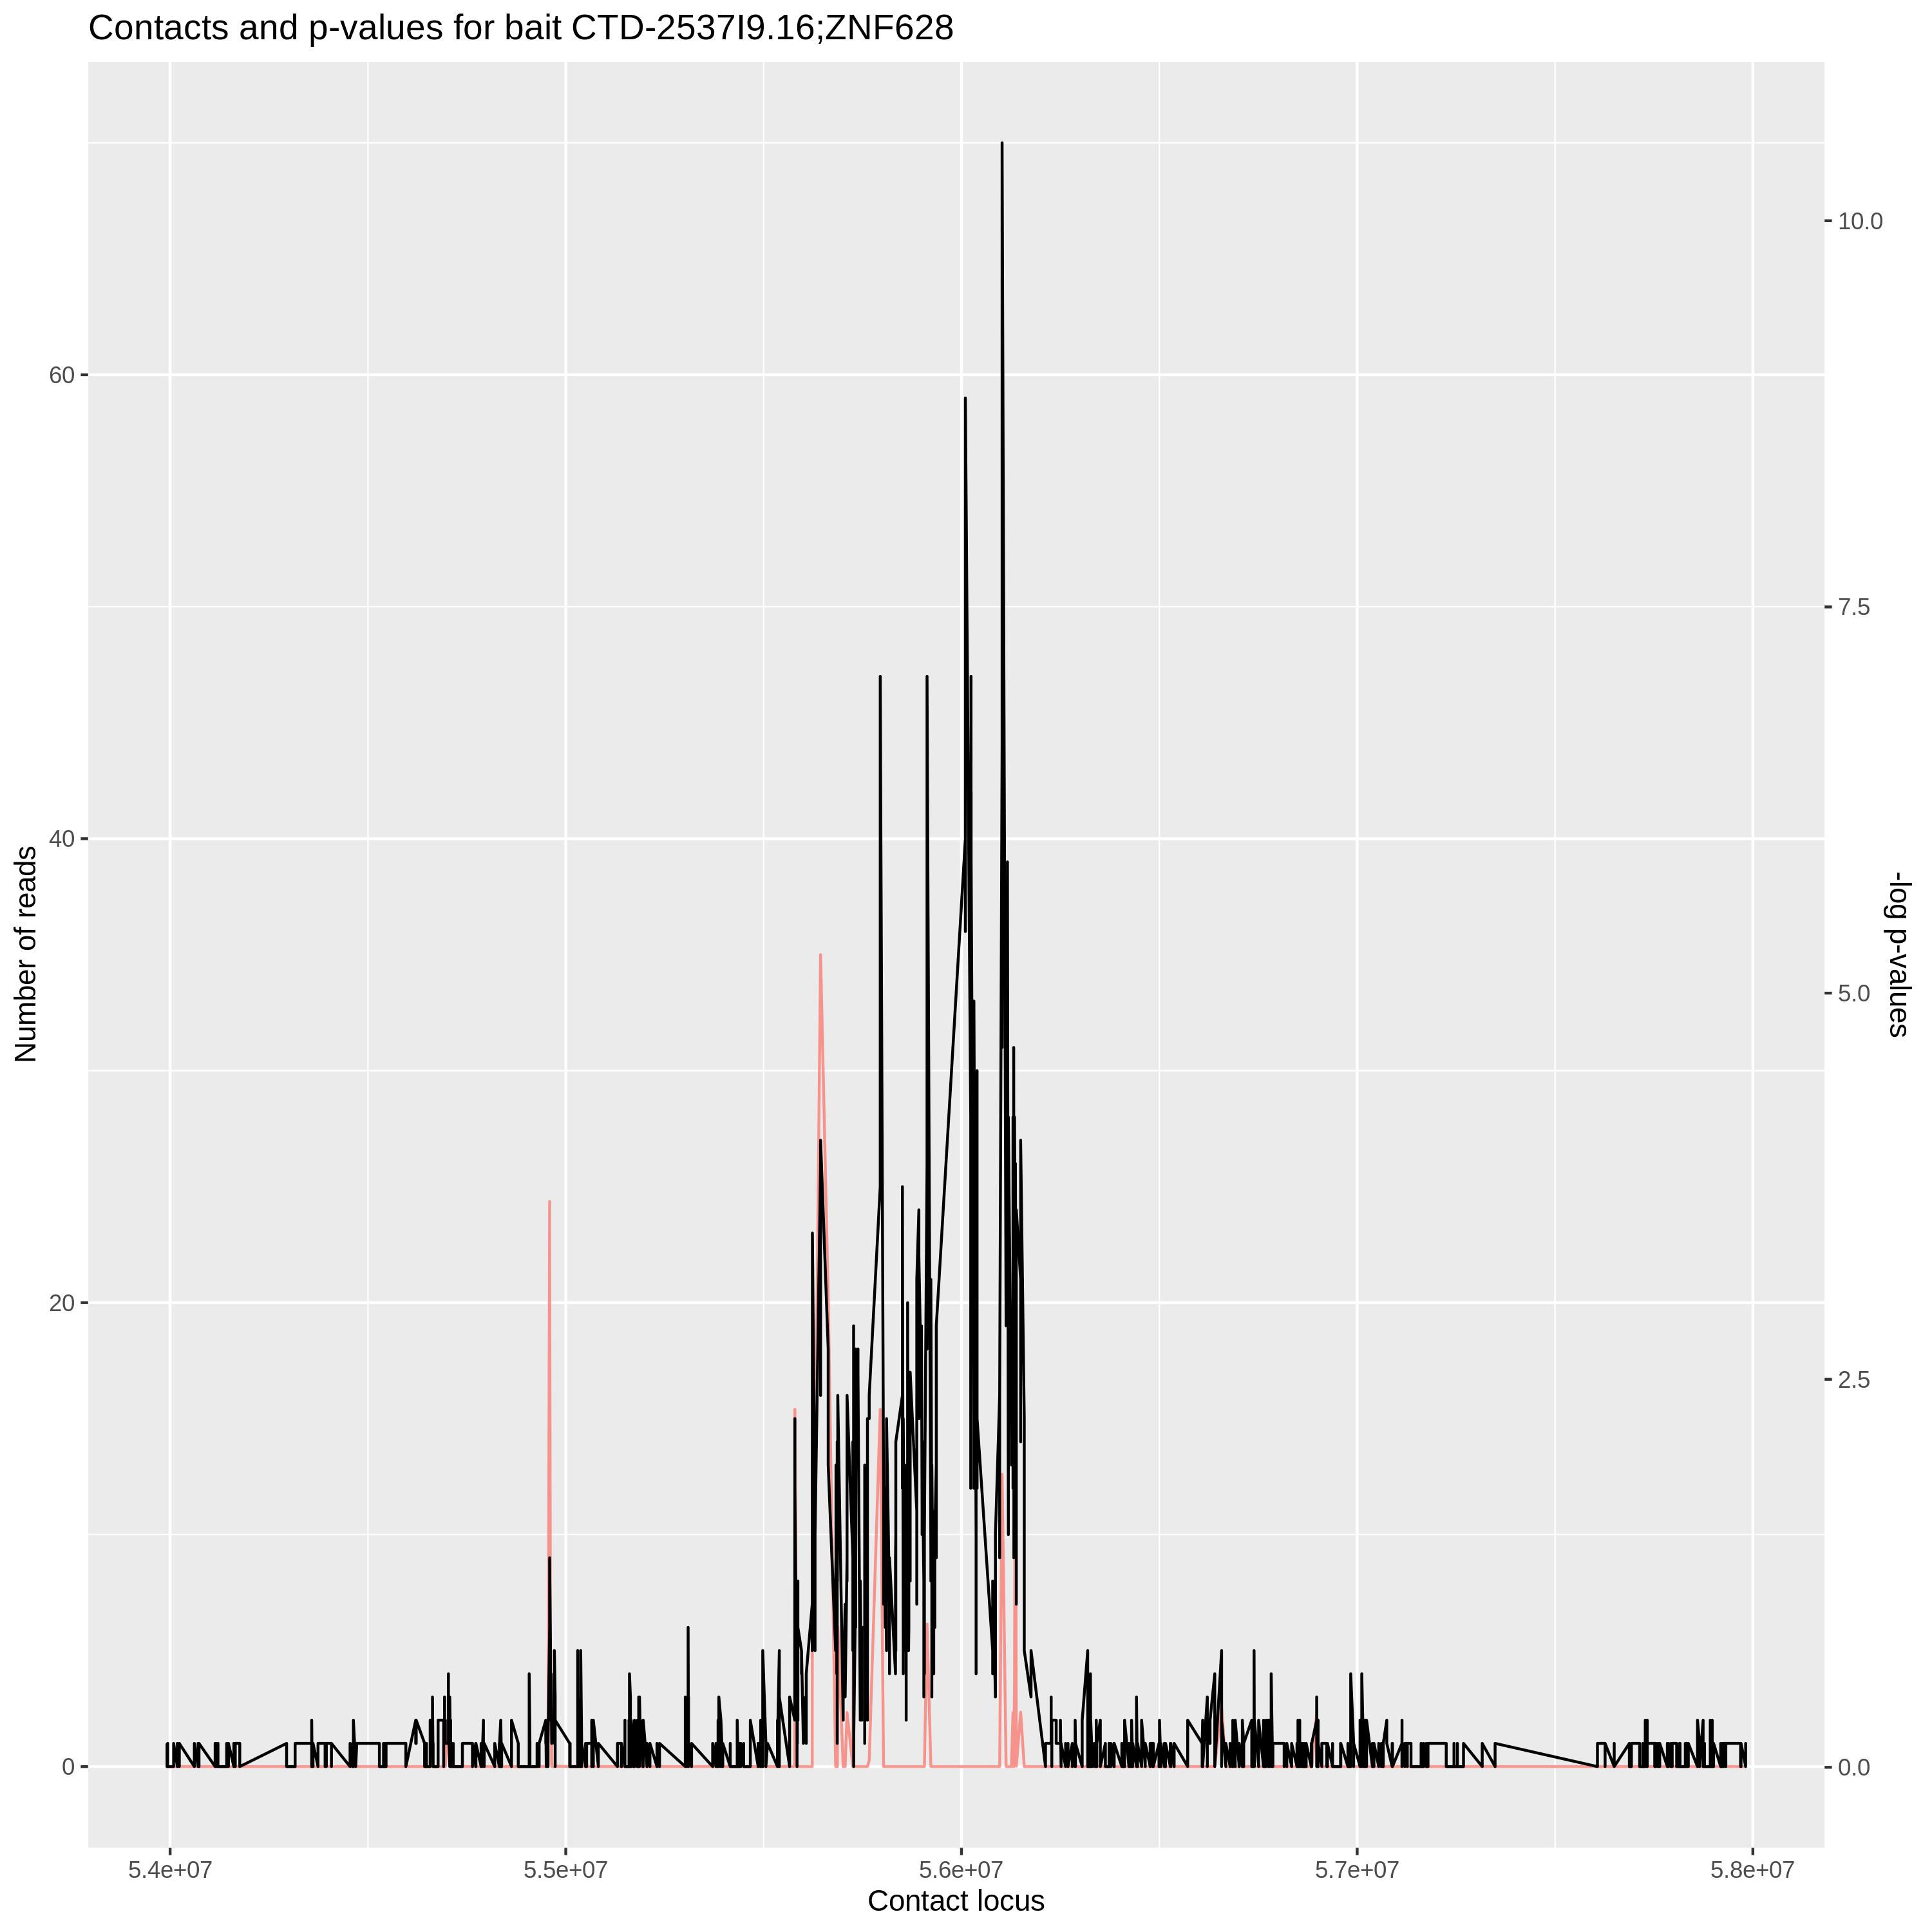 Contacts and p-values for bait CTD-2537I9.16;ZNF628
Number of reads
60
40
20
0
10.0
7.5
5.0
2.5
0.0
-log p-values
5.4e+07 5.5e+07 5.6e+07 5.7e+07 5.8e+07
Contact locus